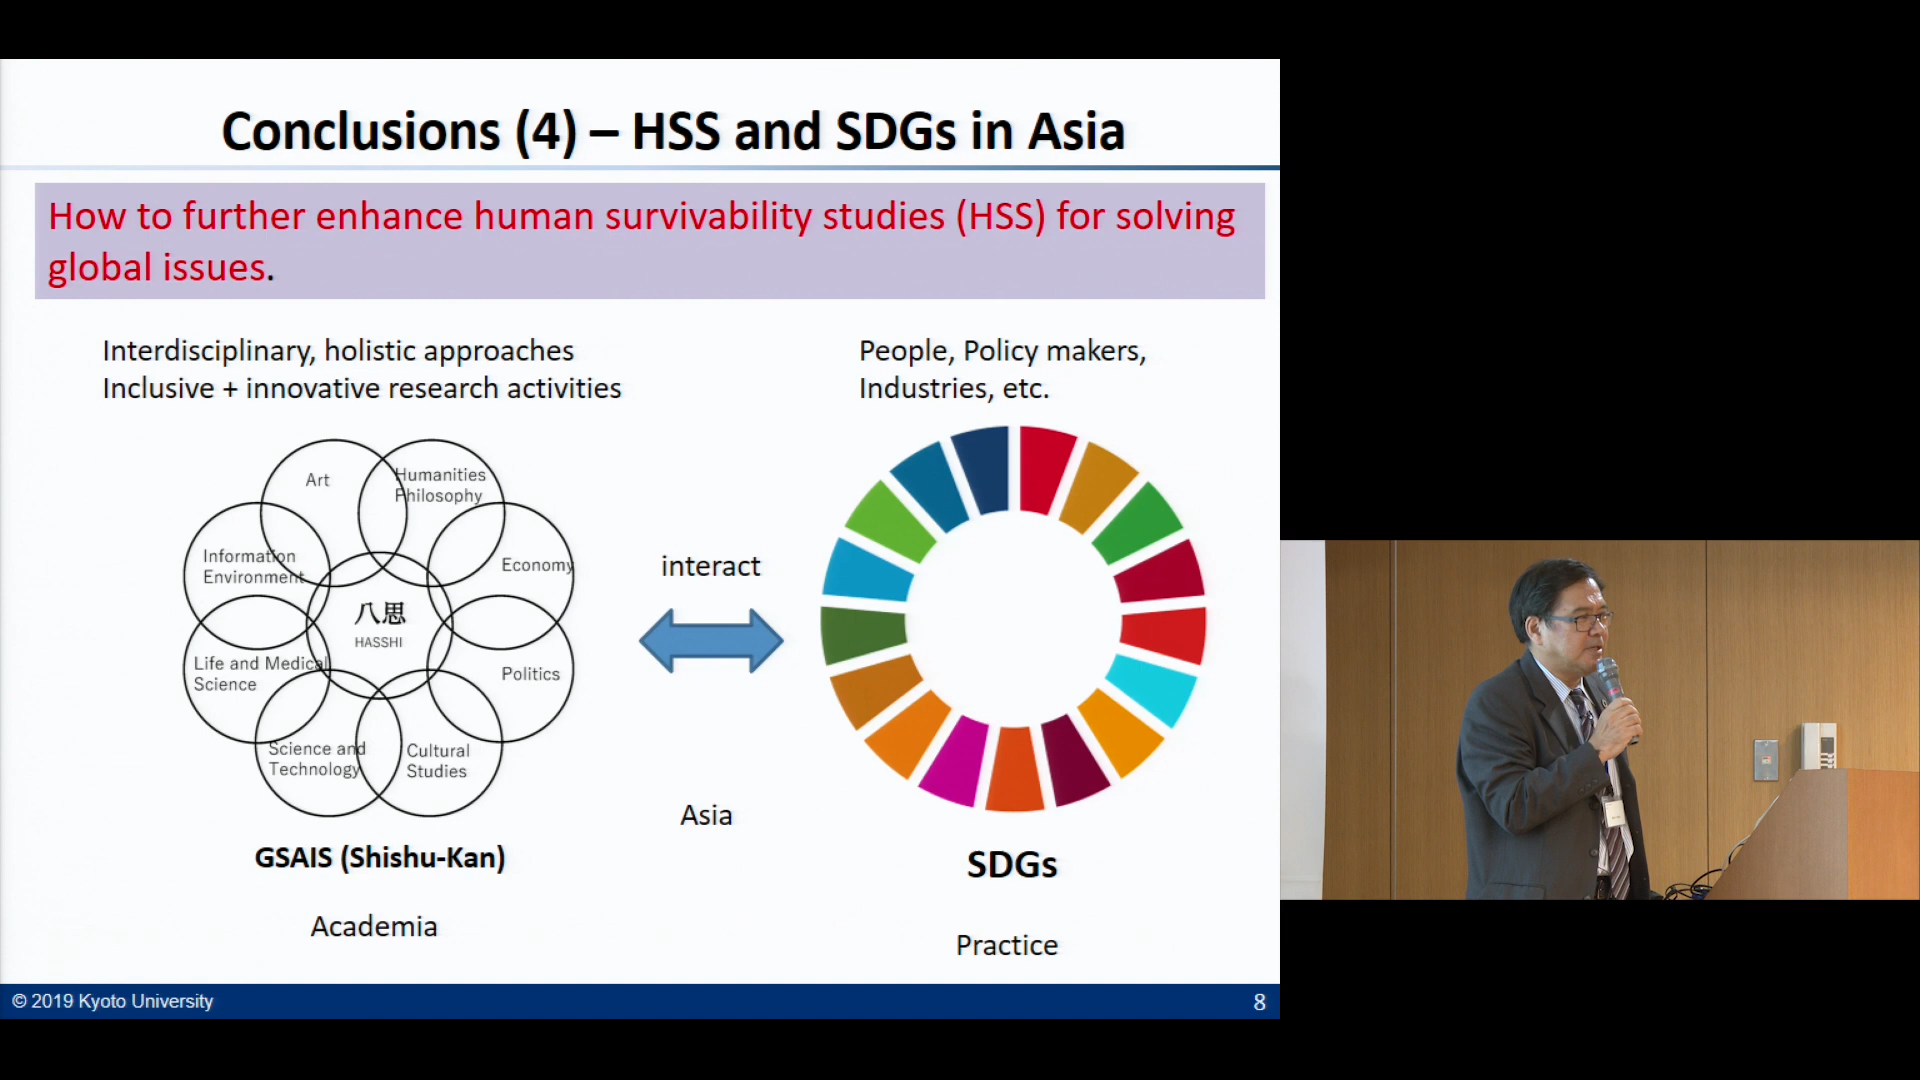 Conclusions (4) – HSS and SDGs in Asia
How to further enhance human survivability studies (HSS) for solving
global issues.
Interdisciplinary, holistic approaches
Inclusive + innovative research activities
People, Policy makers,
Industries, etc.
Art
Humanities
Philosophy
Information
Environment
Economy
八思
HASSHI
Life and Medical
Science
Politics
Science and
Technology
Cultural
Studies
interact
Asia
GSAIS (Shishu-Kan)
Academia
SDGs
Practice
© 2019 Kyoto University
8